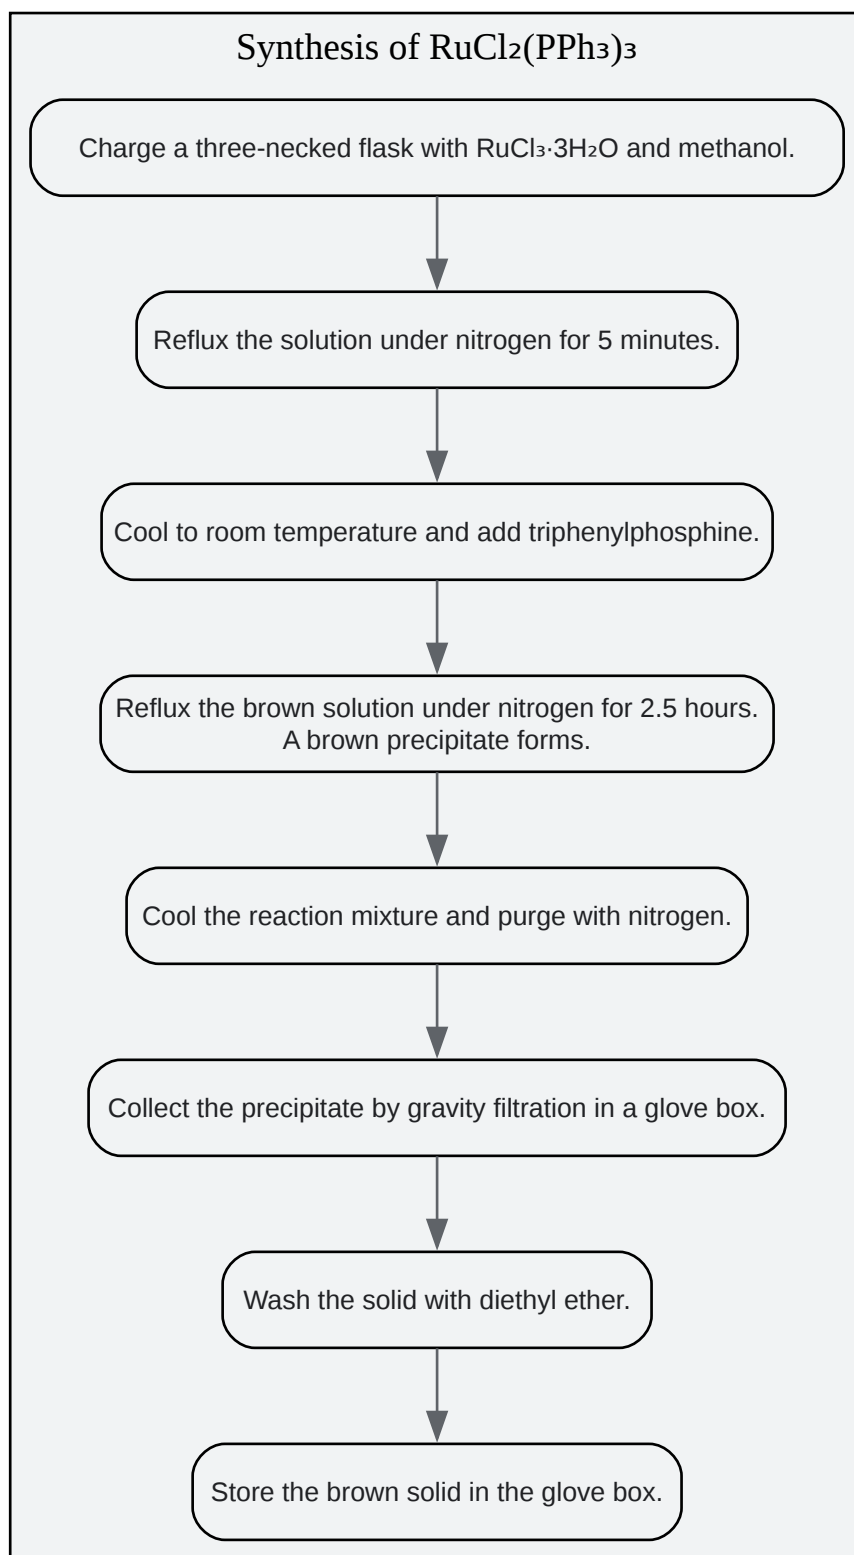 Synthesis of RuCl₂(PPh₃)₃
Charge a three-necked flask with RuCl₃·3H₂O and methanol.
Reflux the solution under nitrogen for 5 minutes.
Cool to room temperature and add triphenylphosphine.
Reflux the brown solution under nitrogen for 2.5 hours.
A brown precipitate forms.
Cool the reaction mixture and purge with nitrogen.
Collect the precipitate by gravity filtration in a glove box.
Wash the solid with diethyl ether.
Store the brown solid in the glove box.